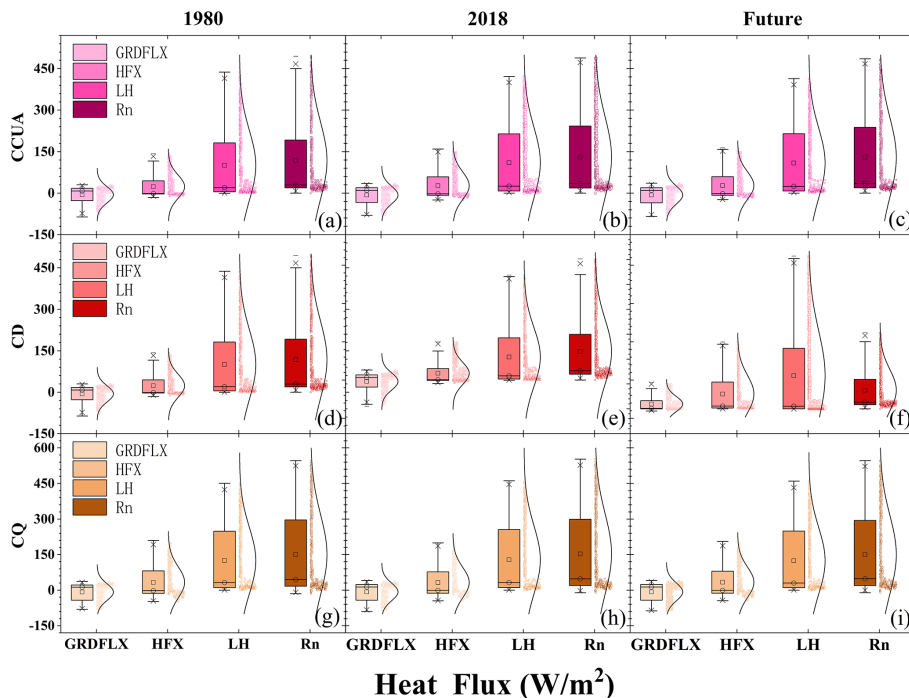 1980 2018 Future
CCUA
450
300
150
0
-150
GRDFLX
HFX
LH
Rn
(a)
(b)
(c)
CD
450
300
150
0
-150
GRDFLX
HFX
LH
Rn
(d)
(e)
(f)
CQ
600
450
300
150
0
-150
GRDFLX
HFX
LH
Rn
(g)
(h)
(i)
GRDFLX HFX LH Rn GRDFLX HFX LH Rn GRDFLX HFX LH Rn
Heat Flux (W/m²)